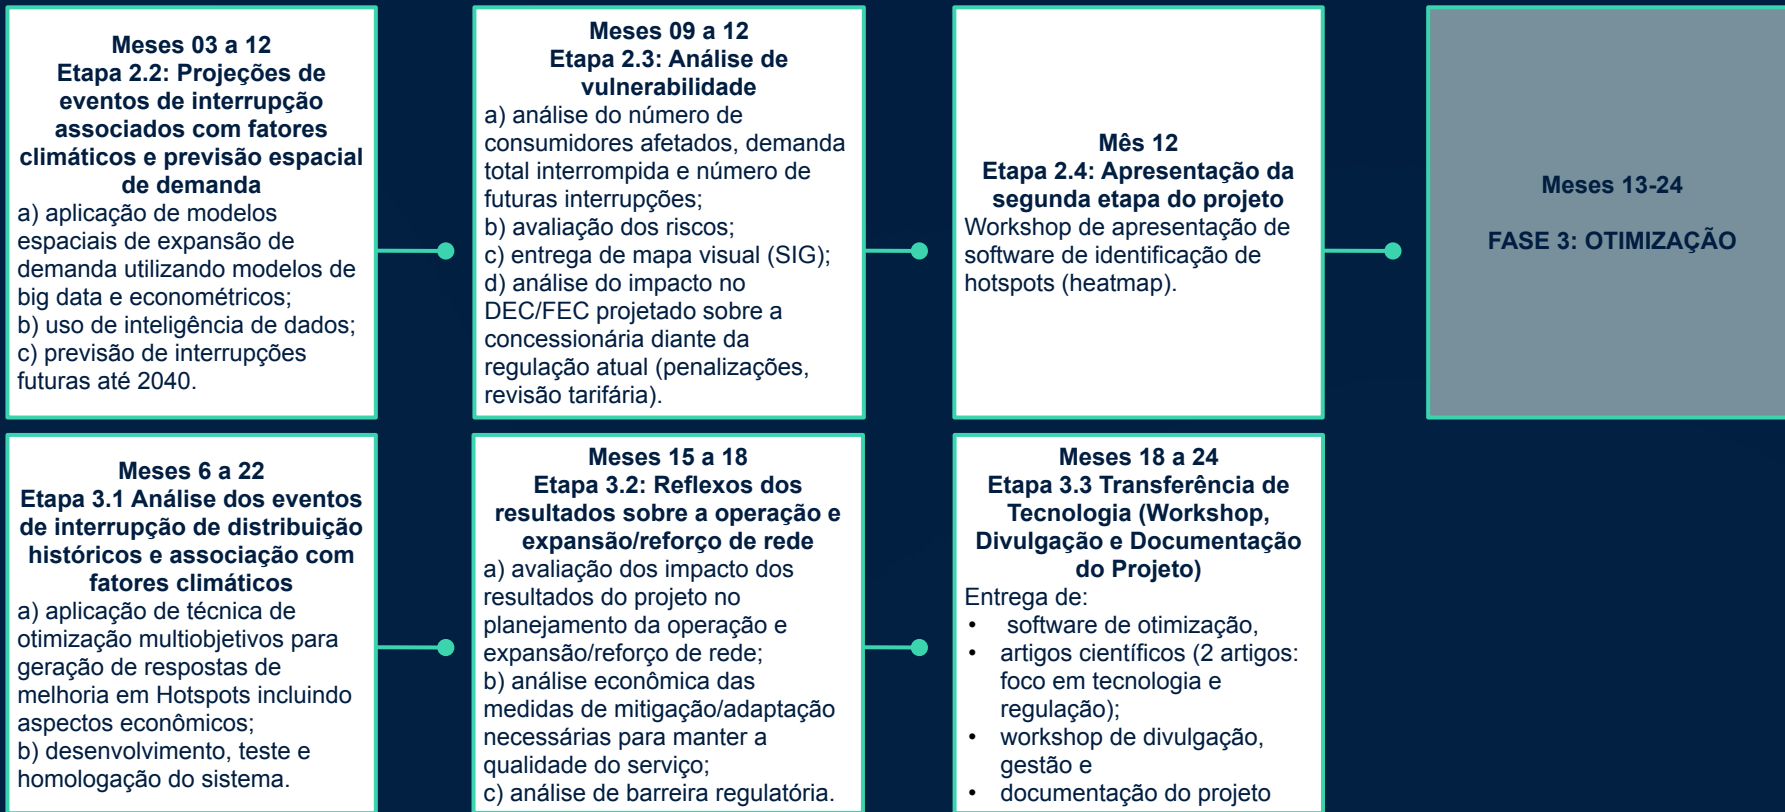 Meses 03 a 12
Etapa 2.2: Projeções de
eventos de interrupção
associados com fatores
climáticos e previsão espacial
de demanda
a) aplicação de modelos
espaciais de expansão de
demanda utilizando modelos de
big data e econométricos;
b) uso de inteligência de dados;
c) previsão de interrupções
futuras até 2040.
Meses 09 a 12
Etapa 2.3: Análise de
vulnerabilidade
a) análise do número de
consumidores afetados, demanda
total interrompida e número de
futuras interrupções;
b) avaliação dos riscos;
c) entrega de mapa visual (SIG);
d) análise do impacto no
DEC/FEC projetado sobre a
concessionária diante da
regulação atual (penalizações,
revisão tarifária).
Mês 12
Etapa 2.4: Apresentação da
segunda etapa do projeto
Workshop de apresentação de
software de identificação de
hotspots (heatmap).
Meses 13-24
FASE 3: OTIMIZAÇÃO
Meses 6 a 22
Etapa 3.1 Análise dos eventos
de interrupção de distribuição
históricos e associação com
fatores climáticos
a) aplicação de técnica de
otimização multiobjetivos para
geração de respostas de
melhoria em Hotspots incluindo
aspectos econômicos;
b) desenvolvimento, teste e
homologação do sistema.
Meses 15 a 18
Etapa 3.2: Reflexos dos
resultados sobre a operação e
expansão/reforço de rede
a) avaliação dos impacto dos
resultados do projeto no
planejamento da operação e
expansão/reforço de rede;
b) análise econômica das
medidas de mitigação/adaptação
necessárias para manter a
qualidade do serviço;
c) análise de barreira regulatória.
Meses 18 a 24
Etapa 3.3 Transferência de
Tecnologia (Workshop,
Divulgação e Documentação
do Projeto)
Entrega de:
• software de otimização,
• artigos científicos (2 artigos:
foco em tecnologia e
regulação);
• workshop de divulgação,
gestão e
• documentação do projeto